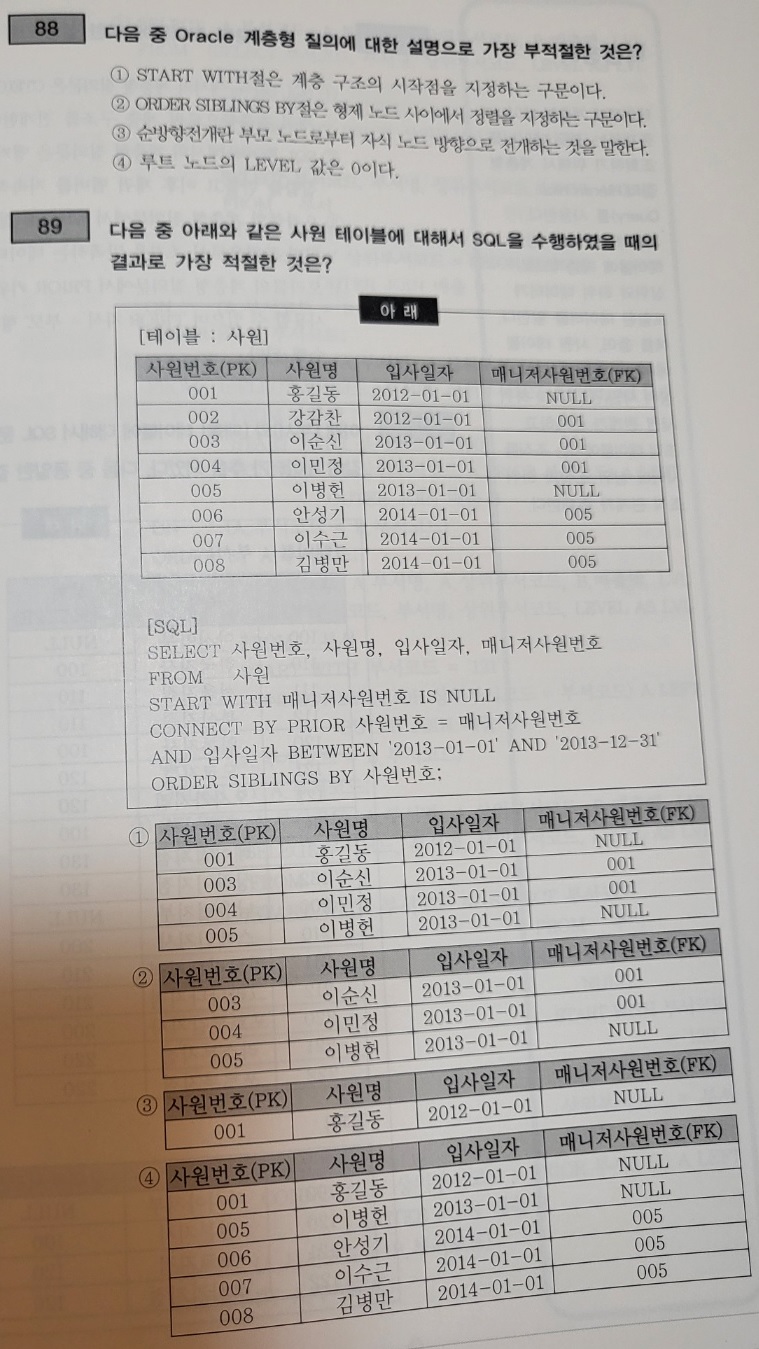 88
다음 중 Oracle 계층형 질의에 대한 설명으로 가장 부적절한 것은?
① START WITH절은 계층 구조의 시작점을 지정하는 구문이다.
② ORDER SIBLINGS BY절은 형제 노드 사이에서 정렬을 지정하는 구문이다.
③ 순방향전개란 부모 노드로부터 자식 노드 방향으로 전개하는 것을 말한다.
④ 루트 노드의 LEVEL 값은 0이다.
89
다음 중 아래와 같은 사원 테이블에 대해서 SQL을 수행하였을 때의
결과로 가장 적절한 것은?
아 래
[테이블 : 사원]
사원번호(PK) 사원명 입사일자 매니저사원번호(FK)
001 홍길동 2012-01-01 NULL
002 강감찬 2012-01-01 001
003 이순신 2013-01-01 001
004 이민정 2013-01-01 001
005 이병헌 2013-01-01 NULL
006 안성기 2014-01-01 005
007 이수근 2014-01-01 005
008 김병만 2014-01-01 005
[SQL]
SELECT 사원번호, 사원명, 입사일자, 매니저사원번호
FROM 사원
START WITH 매니저사원번호 IS NULL
CONNECT BY PRIOR 사원번호 = 매니저사원번호
AND 입사일자 BETWEEN '2013-01-01' AND '2013-12-31'
ORDER SIBLINGS BY 사원번호;
① 사원번호(PK) 사원명 입사일자 매니저사원번호(FK)
001 홍길동 2012-01-01 NULL
003 이순신 2013-01-01 001
004 이민정 2013-01-01 001
005 이병헌 2013-01-01 NULL
② 사원번호(PK) 사원명 입사일자 매니저사원번호(FK)
003 이순신 2013-01-01 001
004 이민정 2013-01-01 001
005 이병헌 2013-01-01 NULL
③ 사원번호(PK) 사원명 입사일자 매니저사원번호(FK)
001 홍길동 2012-01-01 NULL
④ 사원번호(PK) 사원명 입사일자 매니저사원번호(FK)
001 홍길동 2012-01-01 NULL
005 이병헌 2013-01-01 NULL
006 안성기 2014-01-01 005
007 이수근 2014-01-01 005
008 김병만 2014-01-01 005